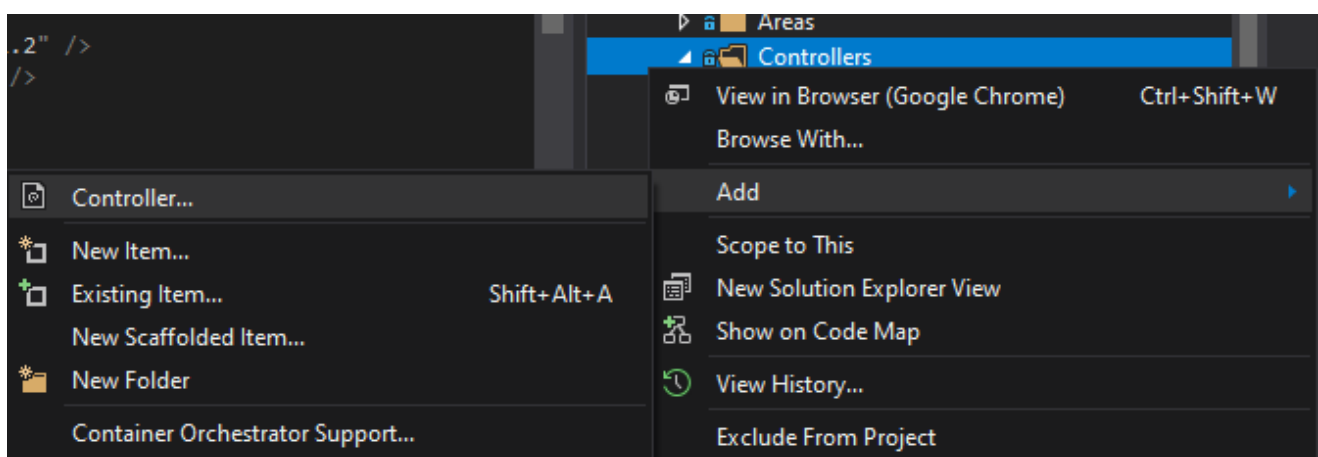 .2" />
/>
Areas
Controllers
View in Browser (Google Chrome) Ctrl+Shift+W
Browse With...
Add
Scope to This
New Solution Explorer View
Show on Code Map
View History...
Exclude From Project
Controller...
New Item...
Existing Item... Shift+Alt+A
New Scaffolded Item...
New Folder
Container Orchestrator Support...